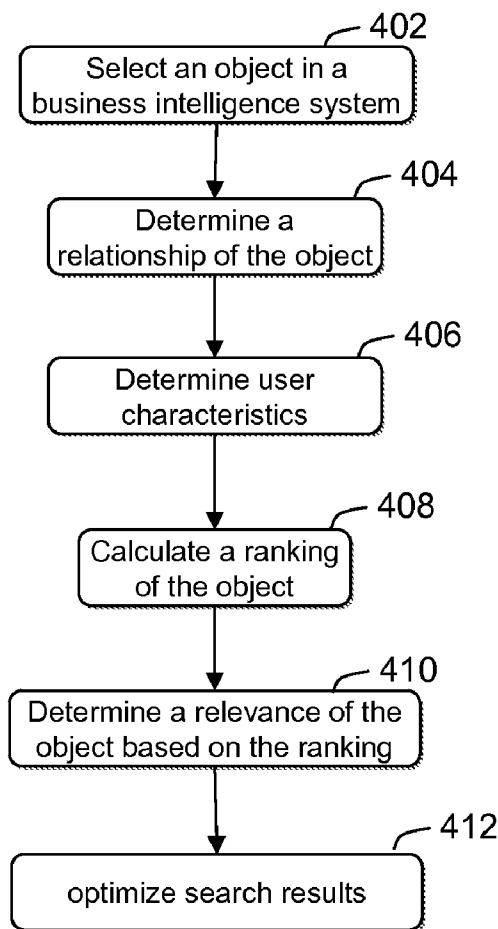 402
Select an object in a
business intelligence system
404
Determine a
relationship of the object
406
Determine user
characteristics
408
Calculate a ranking
of the object
410
Determine a relevance of the
object based on the ranking
412
optimize search results